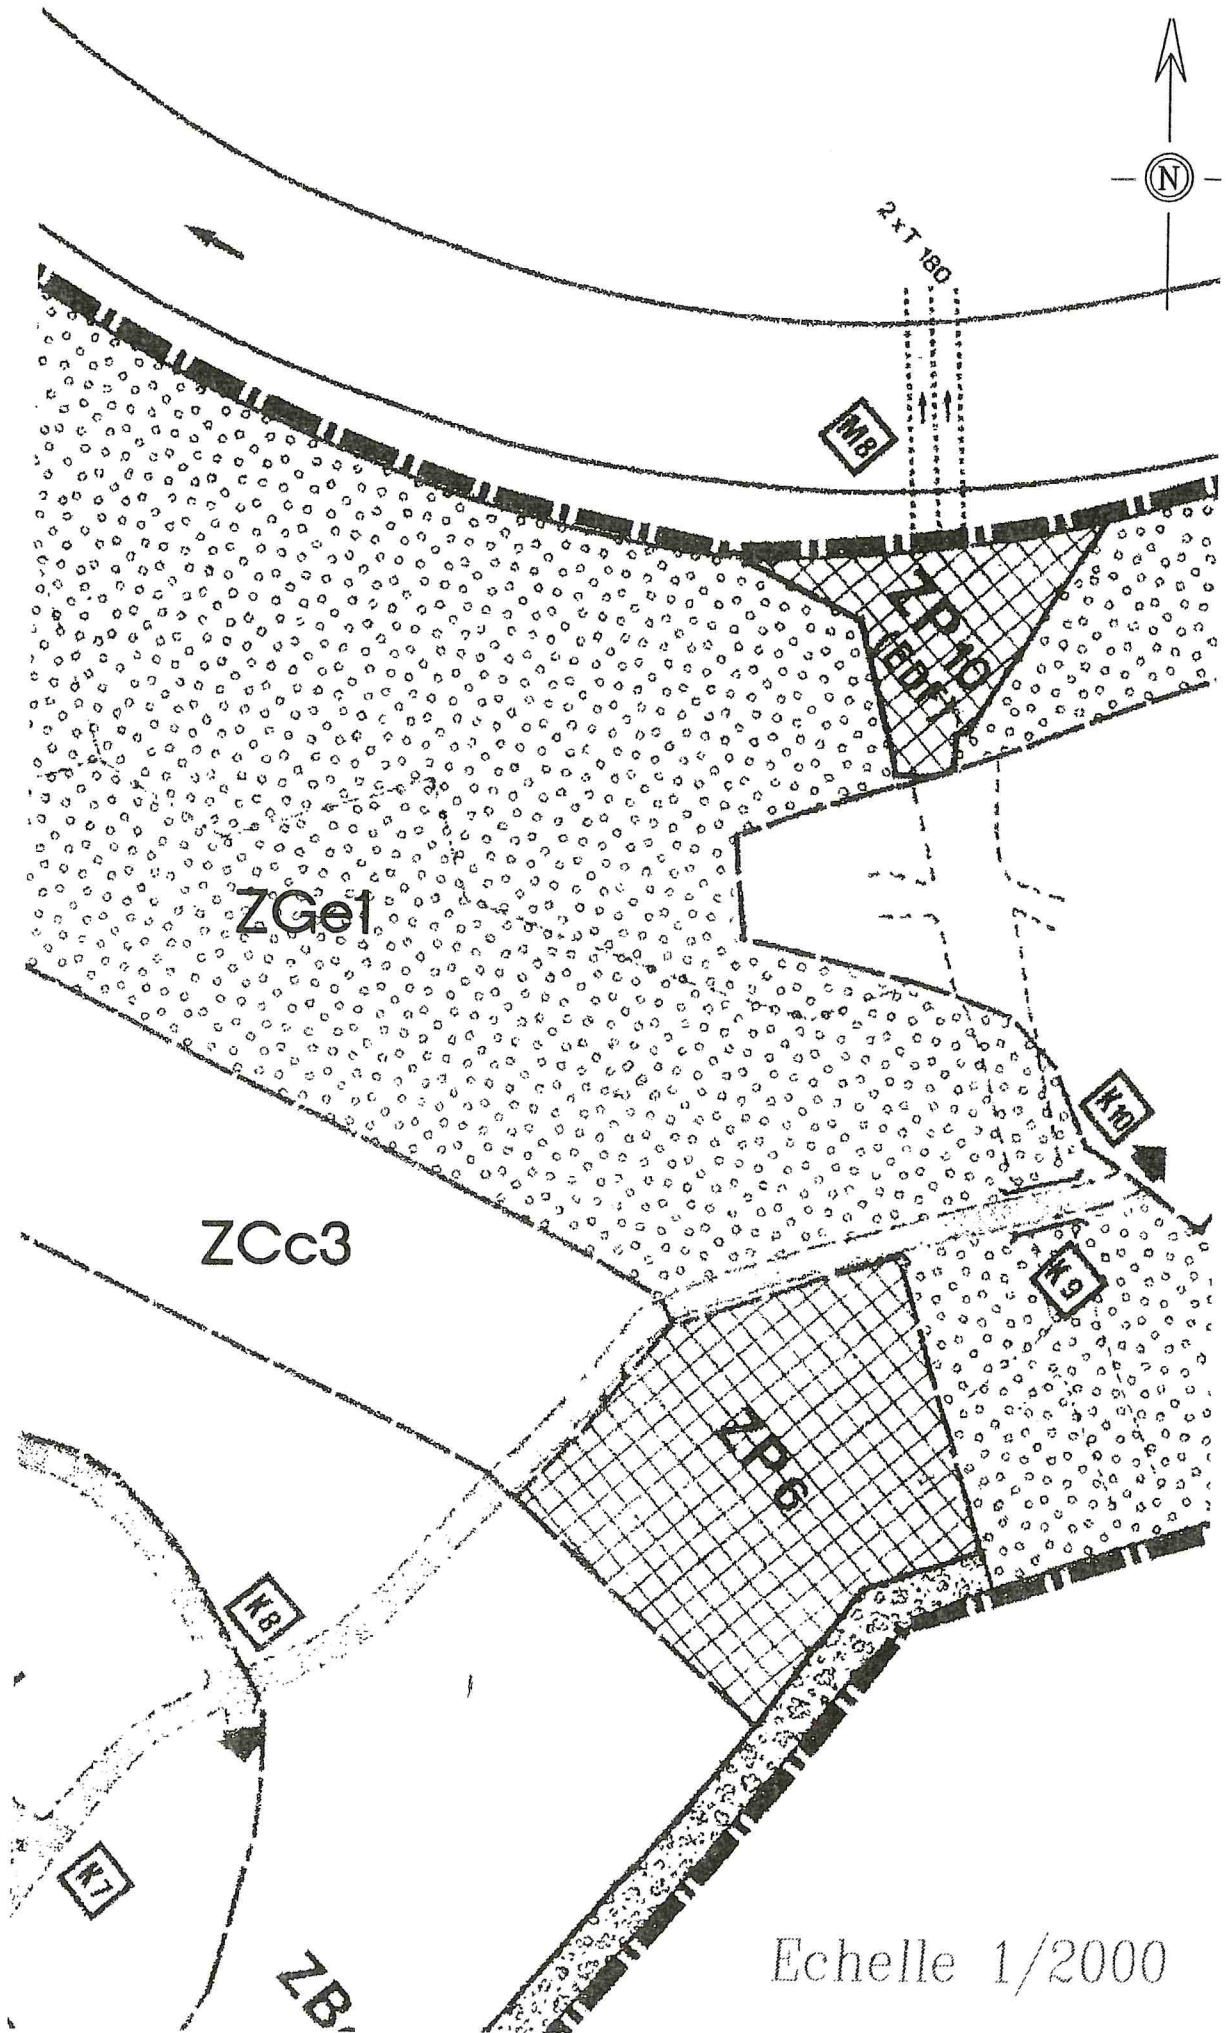 N
2 x T 180
M8
ZP10
(EDF)
ZGe1
K10
ZCc3
K9
ZP6
K8
K7
Echelle 1/2000